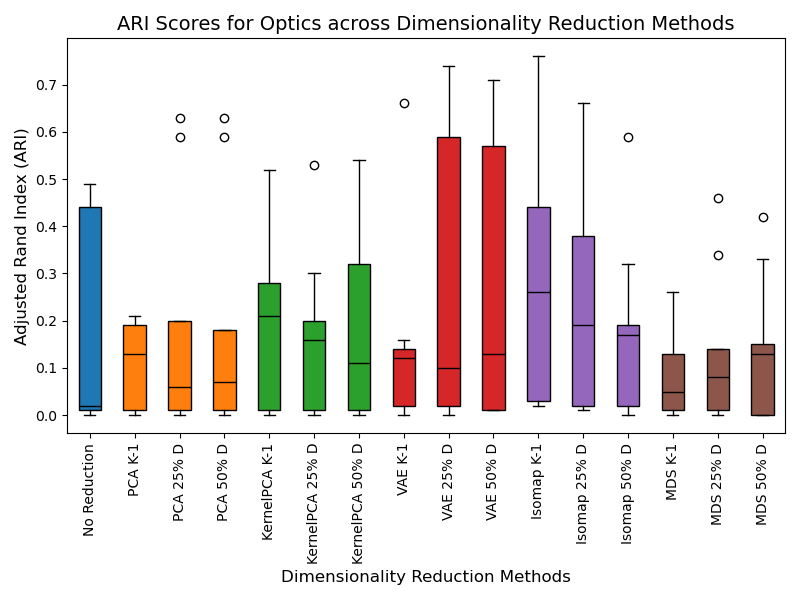 ARI Scores for Optics across Dimensionality Reduction Methods
Adjusted Rand Index (ARI)
0.7
0.6
0.5
0.4
0.3
0.2
0.1
0.0
No Reduction
PCA K-1
PCA 25% D
PCA 50% D
KernelPCA K-1
KernelPCA 25% D
KernelPCA 50% D
VAE K-1
VAE 25% D
VAE 50% D
Isomap K-1
Isomap 25% D
Isomap 50% D
MDS K-1
MDS 25% D
MDS 50% D
Dimensionality Reduction Methods